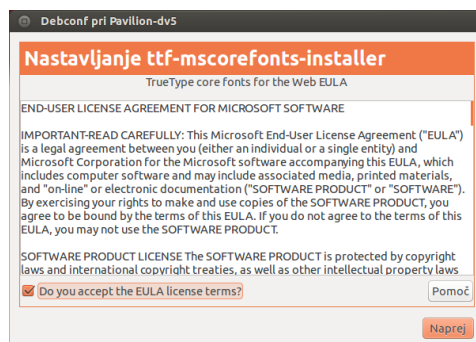 Debconf pri Pavilion-dv5
Nastavljanje ttf-mscorefonts-installer
TrueType core fonts for the Web EULA
END-USER LICENSE AGREEMENT FOR MICROSOFT SOFTWARE
IMPORTANT-READ CAREFULLY: This Microsoft End-User License Agreement ("EULA")
is a legal agreement between you (either an individual or a single entity) and
Microsoft Corporation for the Microsoft software accompanying this EULA, which
includes computer software and may include associated media, printed materials,
and "on-line" or electronic documentation ("SOFTWARE PRODUCT" or "SOFTWARE").
By exercising your rights to make and use copies of the SOFTWARE PRODUCT, you
agree to be bound by the terms of this EULA. If you do not agree to the terms of this
EULA, you may not use the SOFTWARE PRODUCT.
SOFTWARE PRODUCT LICENSE The SOFTWARE PRODUCT is protected by copyright
laws and international copyright treaties, as well as other intellectual property laws
Do you accept the EULA license terms?
Pomoč
Naprej